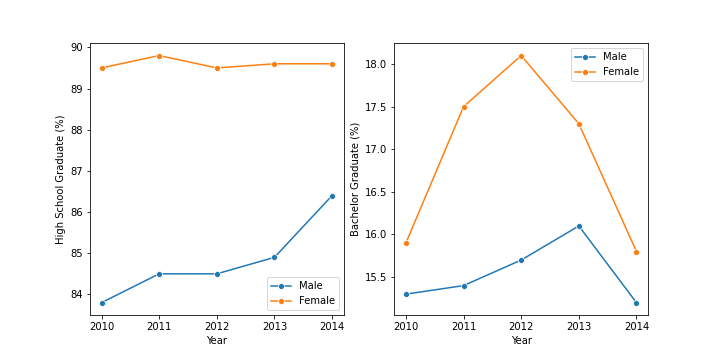 High School Graduate (%)
90
89
88
87
86
85
84
2010 2011 2012 2013 2014
Year
Male
Female
Bachelor Graduate (%)
18.0
17.5
17.0
16.5
16.0
15.5
2010 2011 2012 2013 2014
Year
Male
Female